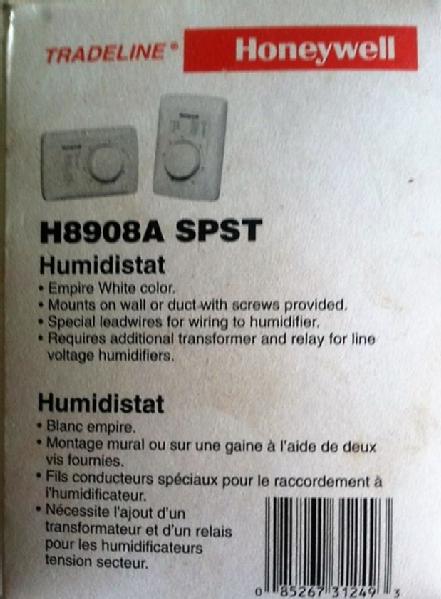 TRADELINE® Honeywell
H8908A SPST
Humidistat
• Empire White color.
• Mounts on wall or duct with screws provided.
• Special leadwires for wiring to humidifier.
• Requires additional transformer and relay for line
voltage humidifiers.
Humidistat
• Blanc empire.
• Montage mural ou sur une gaine à l'aide de deux
vis fournies.
• Fils conducteurs spéciaux pour le raccordement à
l'humidificateur.
• Nécessite l'ajout d'un
transformateur et d'un relais
pour les humidificateurs
tension secteur.
0 85267 31249 3